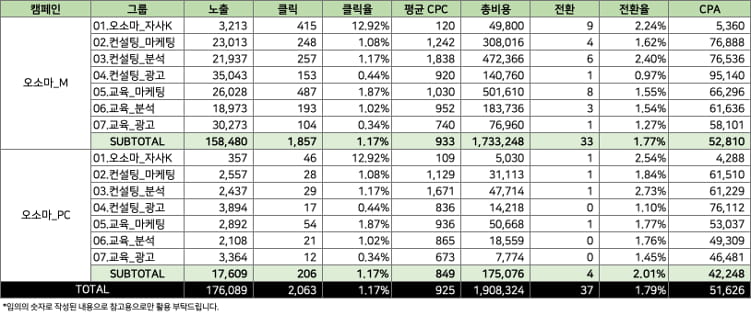 캠페인 그룹 노출 클릭 클릭율 평균 CPC 총비용 전환 전환율 CPA
오소마_M
01.오소마_자사K 3,213 415 12.92% 120 49,800 9 2.24% 5,360
02.컨설팅_마케팅 23,013 248 1.08% 1,242 308,016 4 1.62% 76,888
03.컨설팅_분석 21,937 257 1.17% 1,838 472,366 6 2.40% 76,536
04.컨설팅_광고 35,043 153 0.44% 920 140,760 1 0.97% 95,140
05.교육_마케팅 26,028 487 1.87% 1,030 501,610 8 1.55% 66,296
06.교육_분석 18,973 193 1.02% 952 183,736 3 1.54% 61,636
07.교육_광고 30,273 104 0.34% 740 76,960 1 1.27% 58,101
SUBTOTAL 158,480 1,857 1.17% 933 1,733,248 33 1.77% 52,810
오소마_PC
01.오소마_자사K 357 46 12.92% 109 5,030 1 2.54% 4,288
02.컨설팅_마케팅 2,557 28 1.08% 1,129 31,113 1 1.84% 61,510
03.컨설팅_분석 2,437 29 1.17% 1,671 47,714 1 2.73% 61,229
04.컨설팅_광고 3,894 17 0.44% 836 14,218 0 1.10% 76,112
05.교육_마케팅 2,892 54 1.87% 936 50,668 1 1.77% 53,037
06.교육_분석 2,108 21 1.02% 865 18,559 0 1.76% 49,309
07.교육_광고 3,364 12 0.34% 673 7,774 0 1.45% 46,481
SUBTOTAL 17,609 206 1.17% 849 175,076 4 2.01% 42,248
TOTAL 176,089 2,063 1.17% 925 1,908,324 37 1.79% 51,626
*임의의 숫자로 작성된 내용으로 참고용으로만 활용 부탁드립니다.